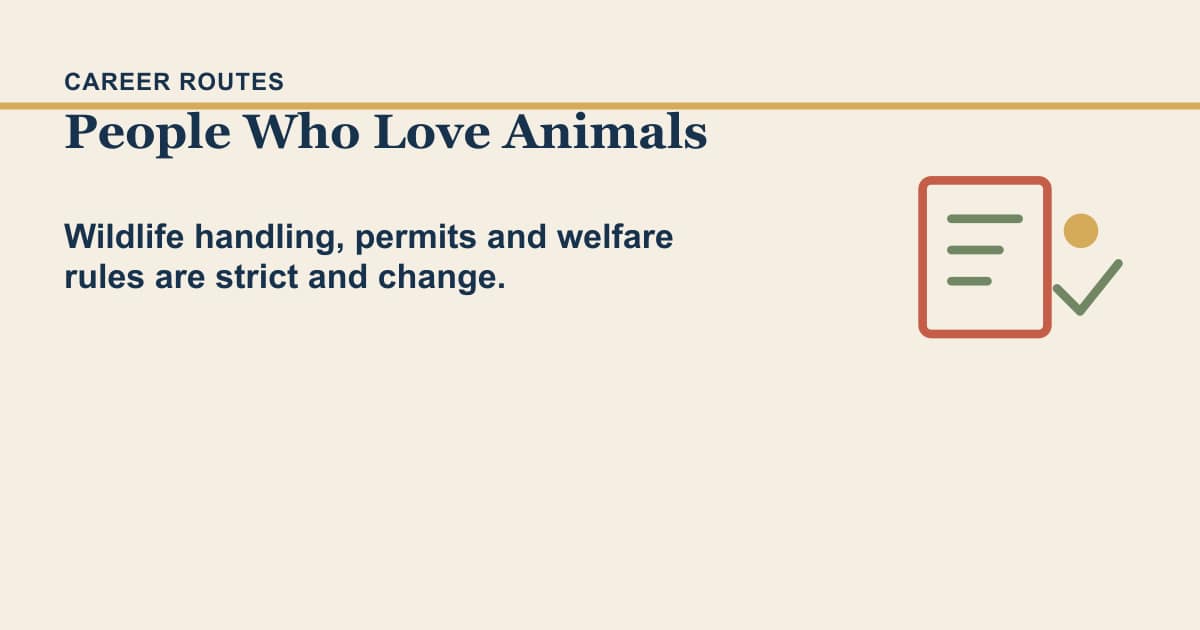 CAREER ROUTES
People Who Love Animals
Wildlife handling, permits and welfare
rules are strict and change.